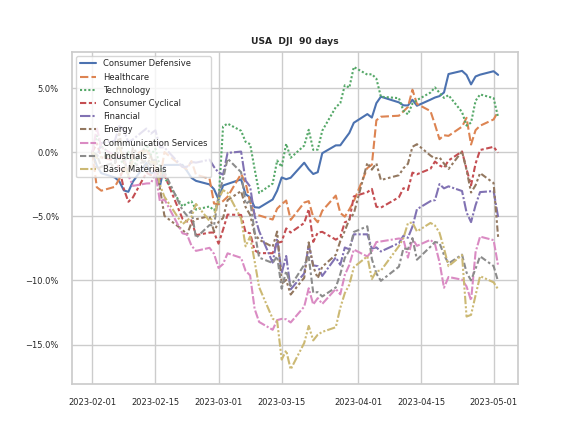 USA DJI 90 days
Consumer Defensive
Healthcare
Technology
Consumer Cyclical
Financial
Energy
Communication Services
Industrials
Basic Materials
5.0%
0.0%
−5.0%
−10.0%
−15.0%
2023-02-01 2023-02-15 2023-03-01 2023-03-15 2023-04-01 2023-04-15 2023-05-01